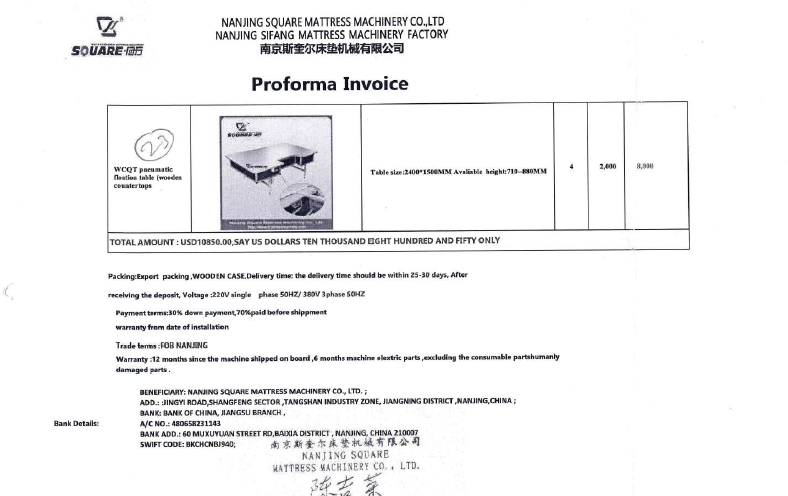 NANJING SQUARE MATTRESS MACHINERY CO.,LTD
NANJING SIFANG MATTRESS MACHINERY FACTORY
南京斯奎尔床垫机械有限公司
SQUARE
Proforma Invoice
23
WCQT pneumatic
floation table (wooden
countertops
SQUARE
Table size:2400*1500MM Avaliable height:710--880MM
4
2,000
8,000
TOTAL AMOUNT : USD10850.00,SAY US DOLLARS TEN THOUSAND EIGHT HUNDRED AND FIFTY ONLY
Packing:Export packing ,WOODEN CASE.Delivery time: the delivery time should be within 25-30 days, After
receiving the deposit, Voltage :220V single phase 50HZ/ 380V 3phase 50HZ
Payment terms:30% down payment,70%paid before shippment
warranty from date of installation
Trade terms :FOB NANJING
Warranty :12 months since the machine shipped on board ,6 months machine elextric parts ,excluding the consumable partshumanly
damaged parts .
BENEFICIARY: NANJING SQUARE MATTRESS MACHINERY CO., LTD. ;
ADD.: :JINGYI ROAD,SHANGFENG SECTOR ,TANGSHAN INDUSTRY ZONE, JIANGNING DISTRICT ,NANJING,CHINA ;
BANK: BANK OF CHINA, JIANGSU BRANCH ,
Bank Details: A/C NO.: 480658231143
BANK ADD.: 60 MUXUYUAN STREET RD,BAIXIA DISTRICT , NANJING, CHINA 210007
SWIFT CODE: BKCHCNBJ940;
南京斯奎尔床垫机械有限公司
NANJING SQUARE
MATTRESS MACHINERY CO., LTD.